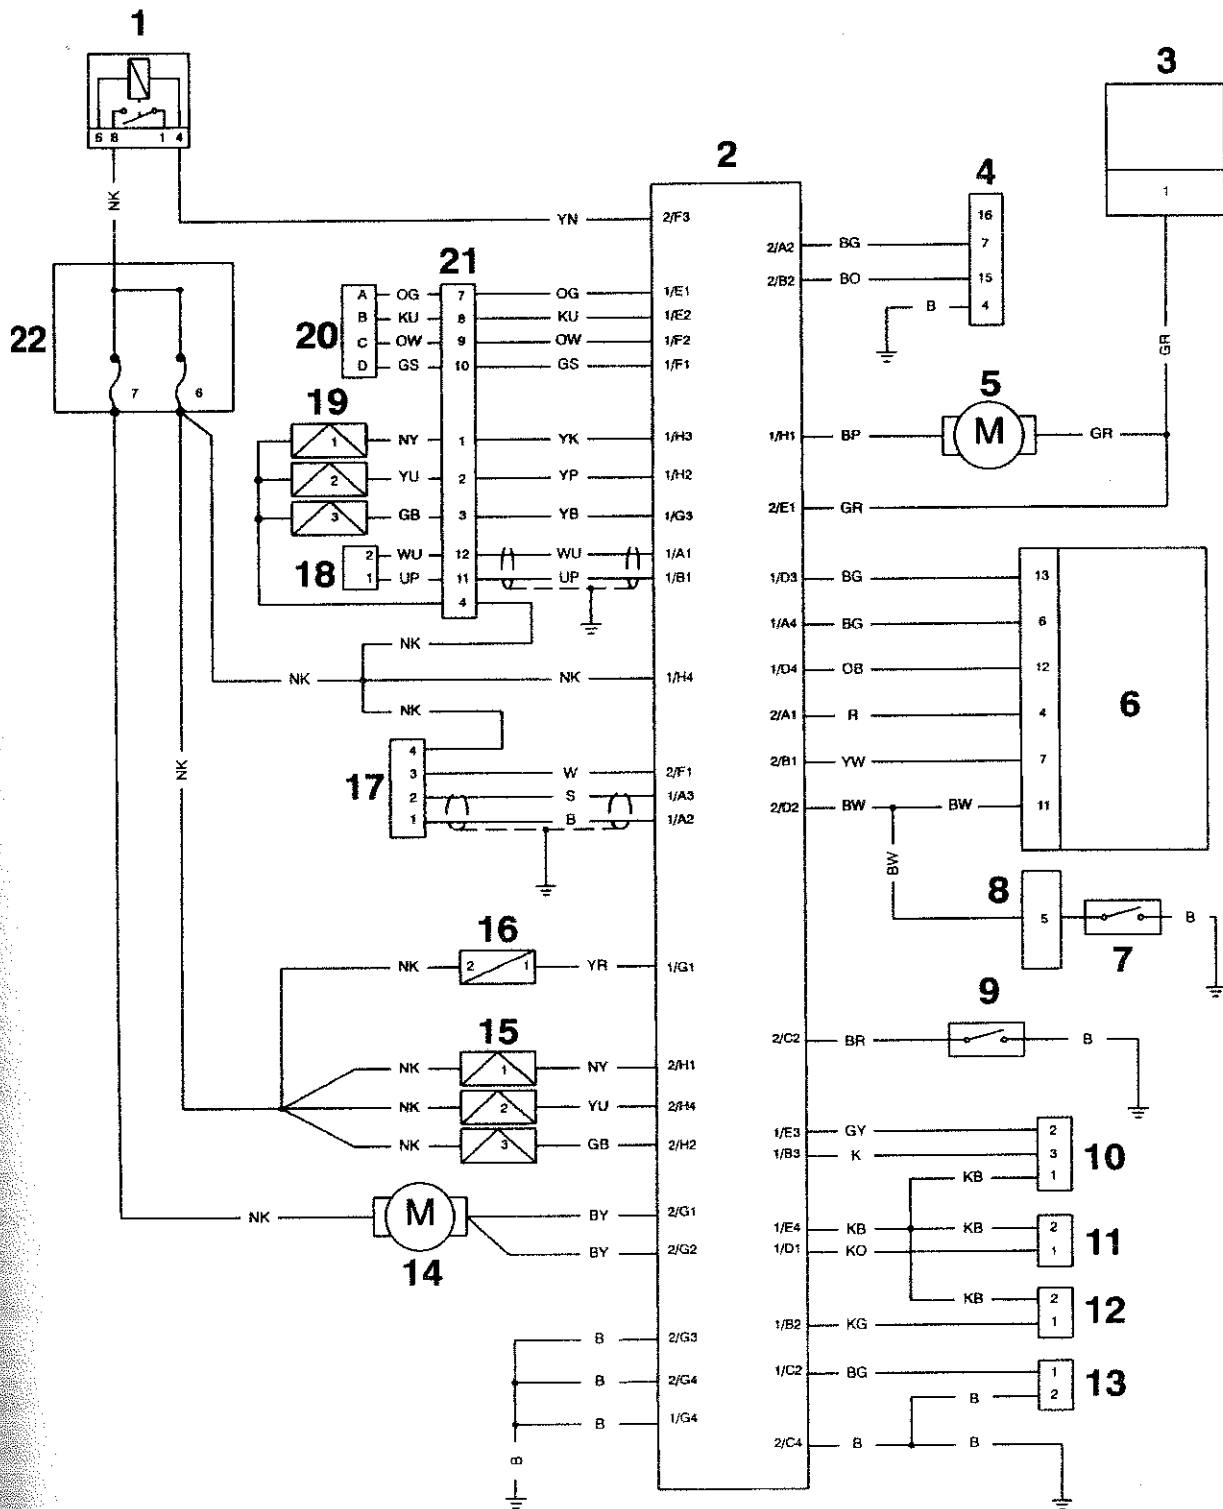 1
6 8 1 4
NK
YN 2/F3
2
3
1
4
16
2/A2 BG 7
2/B2 BO 15
B 4
GR
22
7 6
21
20
A OG 7 OG 1/E1
B KU 8 KU 1/E2
C OW 9 OW 1/F2
D GS 10 GS 1/F1
19
1 NY 1 YK 1/H3
2 YU 2 YP 1/H2
3 GB 3 YB 1/G3
18
2 WU 12 WU 1/A1
1 UP 11 UP 1/B1
4
5
1/H1 BP M GR
2/E1 GR
6
1/D3 BG 13
1/A4 BG 6
1/D4 OB 12
2/A1 R 4
2/B1 YW 7
2/D2 BW BW 11
BW
NK
NK NK 1/H4
NK
NK
17
4
3 W 2/F1
2 S 1/A3
1 B 1/A2
8
5
7
B
16
NK 2 1 YR 1/G1
9
2/C2 BR B
15
NK 1 NY 2/H1
NK 2 YU 2/H4
NK 3 GB 2/H2
NK M BY 2/G1
BY 2/G2
14
1/E3 GY 2
1/B3 K 3
KB 1
10
1/E4 KB KB 2
1/D1 KO 1
11
KB 2
1/B2 KG 1
12
1/C2 BG 1
B 2
13
2/C4 B B
B 2/G3
B 2/G4
B 1/G4
B